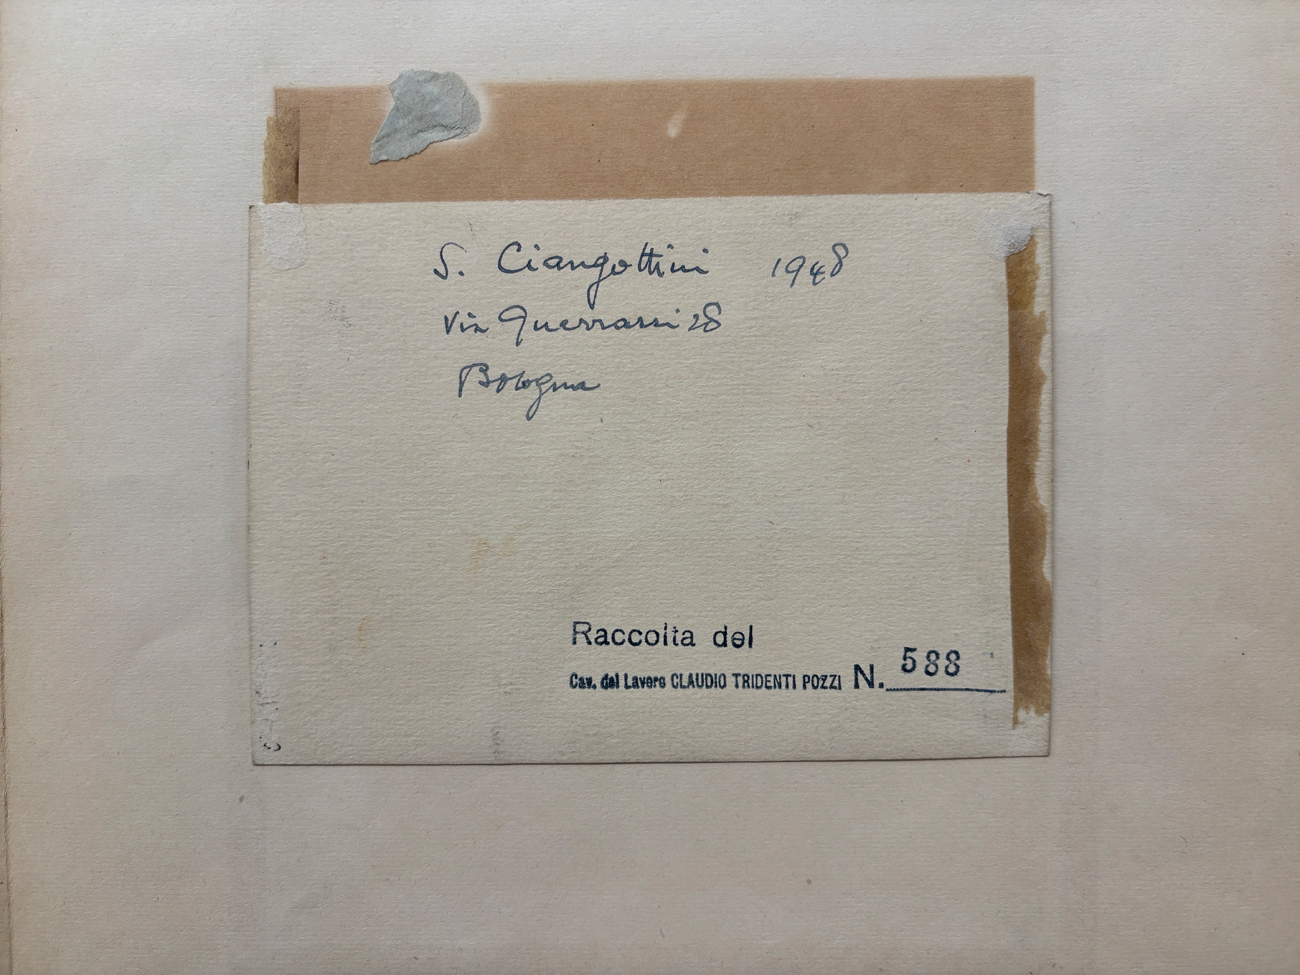 S. Ciangottini 1948
Via Guerrazzi 28
Bologna
Raccolta del
Cav. del Lavoro CLAUDIO TRIDENTI POZZI N. 588